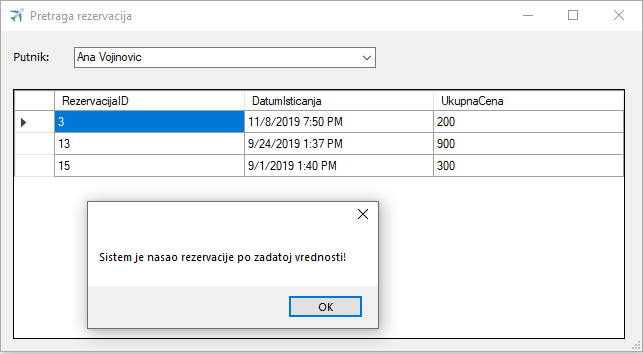 Pretraga rezervacija
Putnik: Ana Vojinovic
RezervacijaID DatumIsticanja UkupnaCena
3 11/8/2019 7:50 PM 200
13 9/24/2019 1:37 PM 900
15 9/1/2019 1:40 PM 300
Sistem je nasao rezervacije po zadatoj vrednosti!
OK